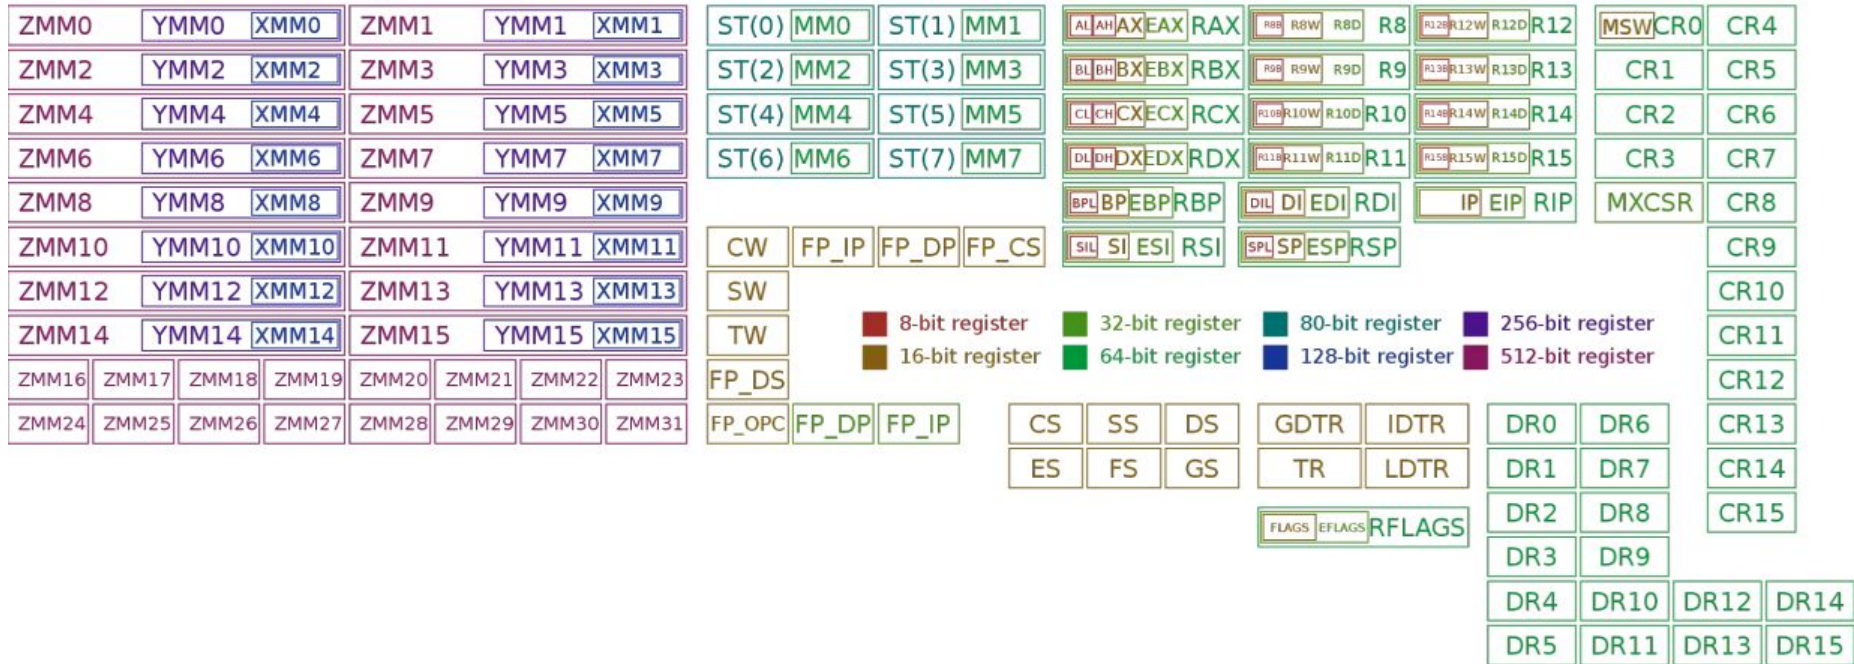 ZMM0 YMM0 XMM0 ZMM1 YMM1 XMM1 ST(0) MM0 ST(1) MM1 AL AH AX EAX RAX R8B R8W R8D R8 R12B R12W R12D R12 MSW CR0 CR4
ZMM2 YMM2 XMM2 ZMM3 YMM3 XMM3 ST(2) MM2 ST(3) MM3 BL BH BX EBX RBX R9B R9W R9D R9 R13B R13W R13D R13 CR1 CR5
ZMM4 YMM4 XMM4 ZMM5 YMM5 XMM5 ST(4) MM4 ST(5) MM5 CL CH CX ECX RCX R10B R10W R10D R10 R14B R14W R14D R14 CR2 CR6
ZMM6 YMM6 XMM6 ZMM7 YMM7 XMM7 ST(6) MM6 ST(7) MM7 DL DH DX EDX RDX R11B R11W R11D R11 R15B R15W R15D R15 CR3 CR7
ZMM8 YMM8 XMM8 ZMM9 YMM9 XMM9 BPL BP EBP RBP DIL DI EDI RDI IP EIP RIP MXCSR CR8
ZMM10 YMM10 XMM10 ZMM11 YMM11 XMM11 CW FP_IP FP_DP FP_CS SIL SI ESI RSI SPL SP ESP RSP CR9
ZMM12 YMM12 XMM12 ZMM13 YMM13 XMM13 SW CR10
ZMM14 YMM14 XMM14 ZMM15 YMM15 XMM15 TW 8-bit register 32-bit register 80-bit register 256-bit register CR11
16-bit register 64-bit register 128-bit register 512-bit register
ZMM16 ZMM17 ZMM18 ZMM19 ZMM20 ZMM21 ZMM22 ZMM23 FP_DS CR12
ZMM24 ZMM25 ZMM26 ZMM27 ZMM28 ZMM29 ZMM30 ZMM31 FP_OPC FP_DP FP_IP CS SS DS GDTR IDTR DR0 DR6 CR13
ES FS GS TR LDTR DR1 DR7 CR14
FLAGS EFLAGS RFLAGS DR2 DR8 CR15
DR3 DR9
DR4 DR10 DR12 DR14
DR5 DR11 DR13 DR15